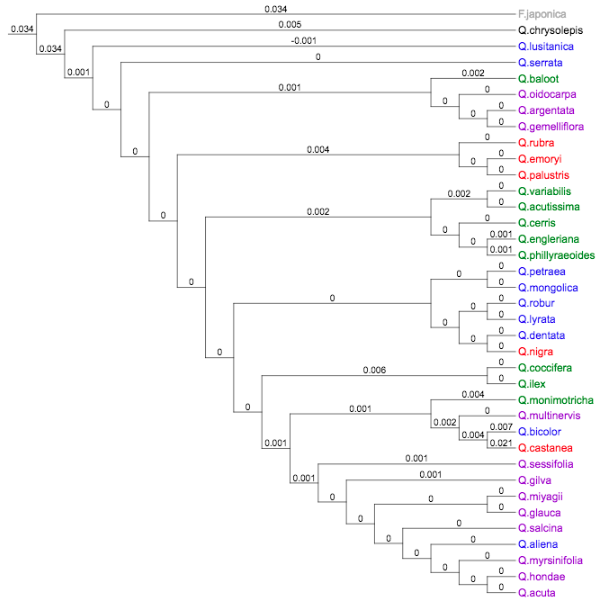 0.034 F.japonica
0.034 0.005 Q.chrysolepis
0.034 -0.001 Q.lusitanica
0.001 0 Q.serrata
0.002 Q.baloot
0.001 0 Q.oidocarpa
0 0 Q.argentata
0 0 0 Q.gemelliflora
0 Q.rubra
0 0.004 0 Q.emoryi
0 0 Q.palustris
0 Q.variabilis
0.002 0 Q.acutissima
0 0.002 0 Q.cerris
0 0.001 Q.engleriana
0 0.001 Q.phillyraeoides
0 Q.petraea
0 0 0 Q.mongolica
0 0 Q.robur
0 0 Q.lyrata
0 0 Q.dentata
0 0 0 Q.nigra
0 Q.coccifera
0.006 0 Q.ilex
0.004 Q.monimotricha
0 0.001 0 Q.multinervis
0.002 0.007 Q.bicolor
0.001 0.004 0.021 Q.castanea
0.001 Q.sessifolia
0.001 0.001 Q.gilva
0 0 Q.miyagii
0 0 Q.glauca
0 0 Q.salcina
0 0 Q.aliena
0 0 Q.myrsinifolia
0 0 Q.hondae
0 0 Q.acuta